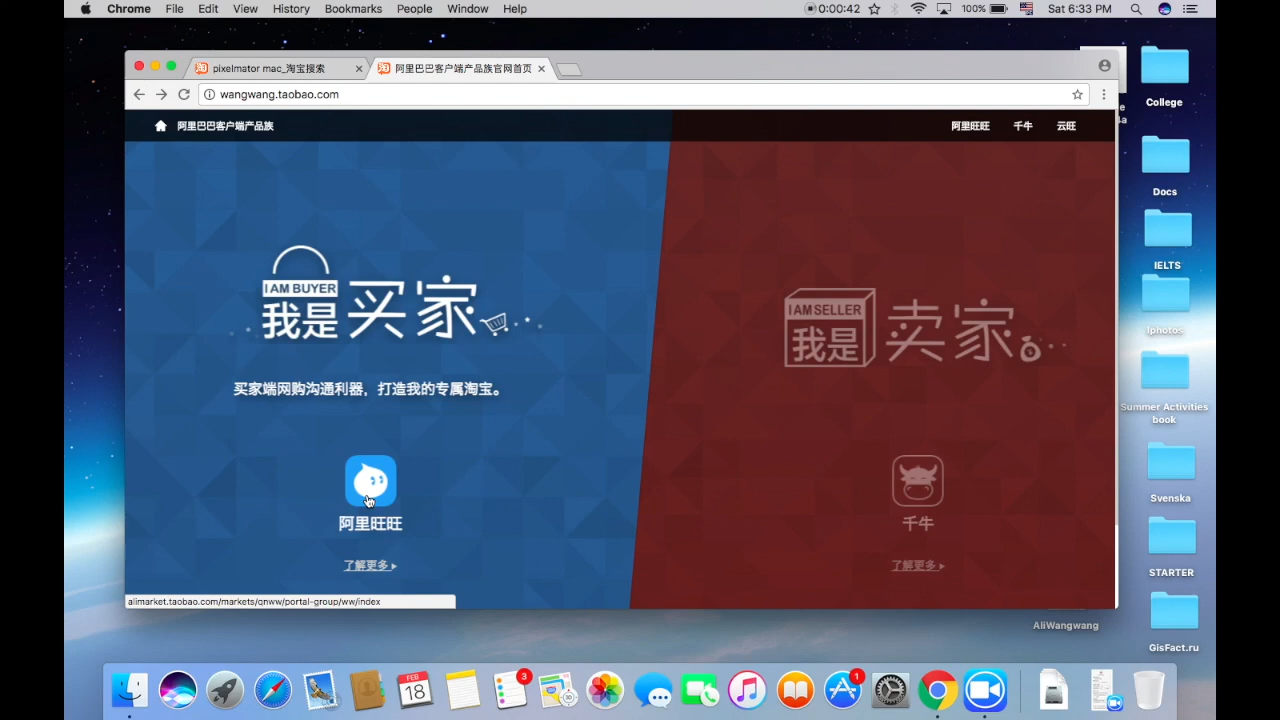 Chrome File Edit View History Bookmarks People Window Help
0:00:42 100% Sat 6:33 PM
pixelmator mac_淘宝搜索
阿里巴巴客户端产品族官网首页
wangwang.taobao.com
阿里巴巴客户端产品族
阿里旺旺 千牛 云旺
I AM BUYER
我是买家
买家端网购沟通利器，打造我的专属淘宝。
阿里旺旺
了解更多
I AM SELLER
我是卖家
千牛
了解更多
alimarket.taobao.com/markets/qnww/portal-group/ww/index
College
Docs
IELTS
Iphotos
Summer Activities
book
Svenska
STARTER
AliWangwang
GisFact.ru
FEB
18
3
1